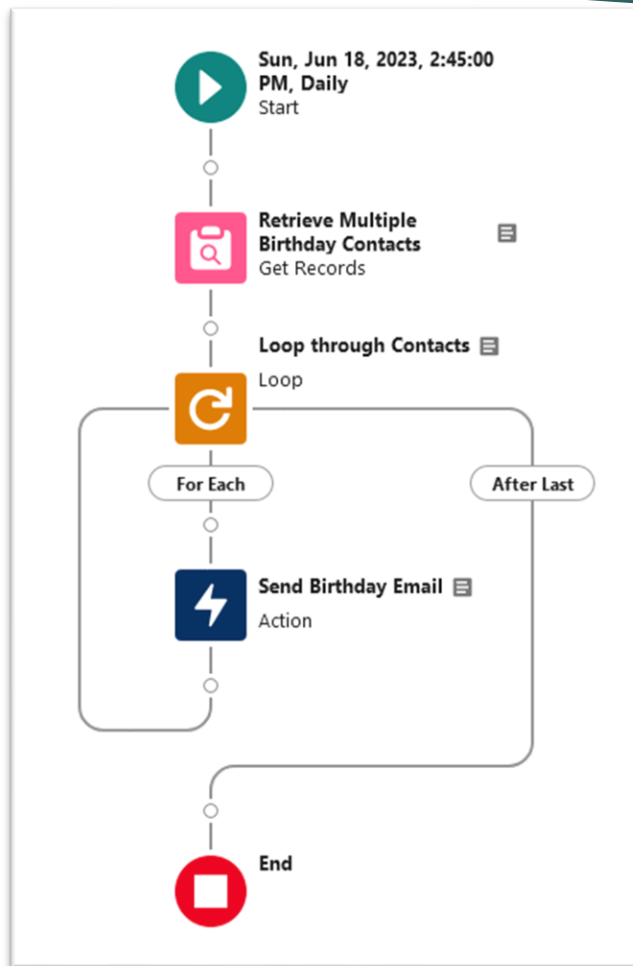 Sun, Jun 18, 2023, 2:45:00
PM, Daily
Start
Retrieve Multiple
Birthday Contacts
Get Records
Loop through Contacts
Loop
For Each
After Last
Send Birthday Email
Action
End